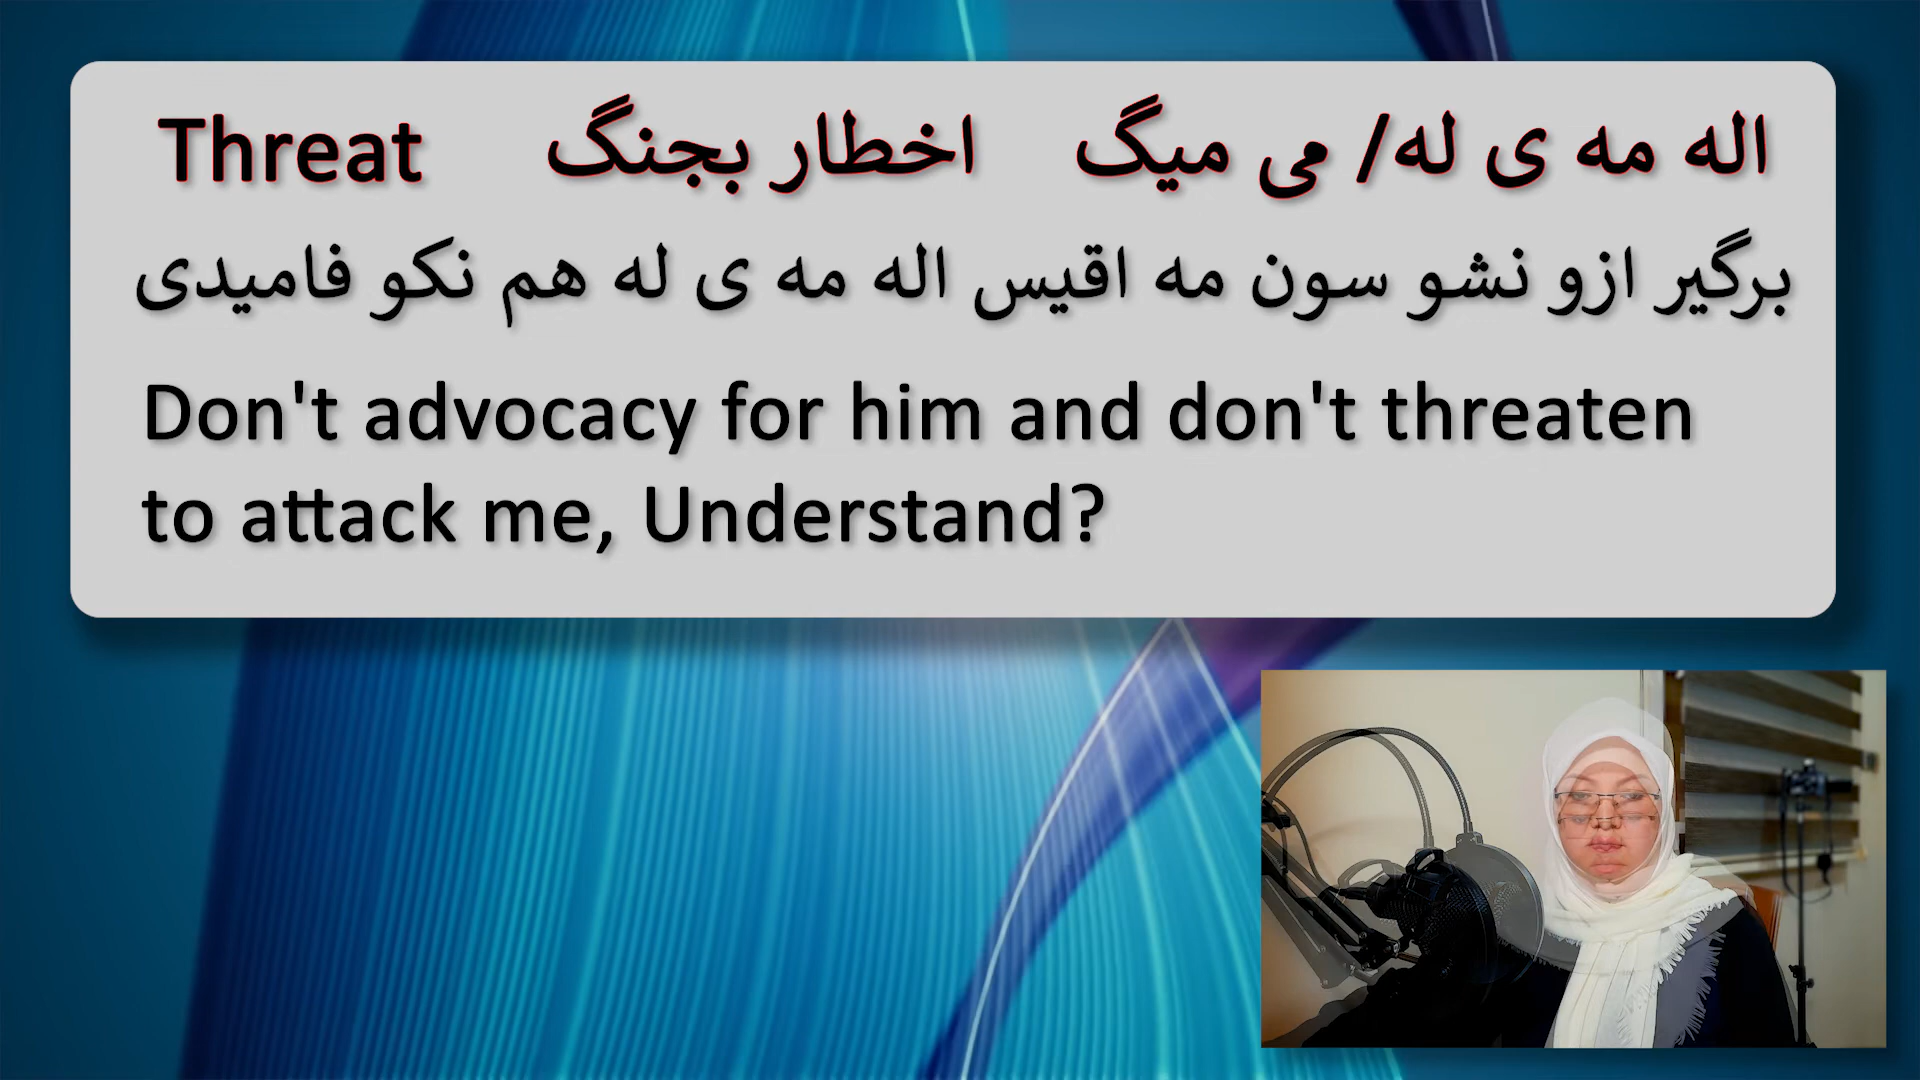 اله مه ی له/ می میگ    اخطار بجنگ    Threat
برگیر ازو نشو سون مه اقیس اله مه ی له هم نکو فامیدی
Don't advocacy for him and don't threaten
to attack me, Understand?